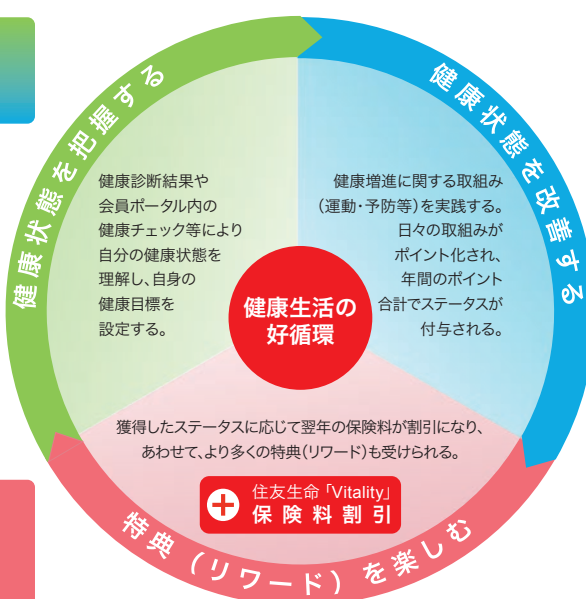 健康状態を把握する
健康診断結果や
会員ポータル内の
健康チェック等により
自分の健康状態を
理解し、自身の
健康目標を
設定する。
健康状態を改善する
健康増進に関する取組み
（運動・予防等）を実践する。
日々の取組みが
ポイント化され、
年間のポイント
合計でステータスが
付与される。
健康生活の
好循環
獲得したステータスに応じて翌年の保険料が割引になり、
あわせて、より多くの特典（リワード）も受けられる。
住友生命「Vitality」
保険料割引
特典（リワード）を楽しむ